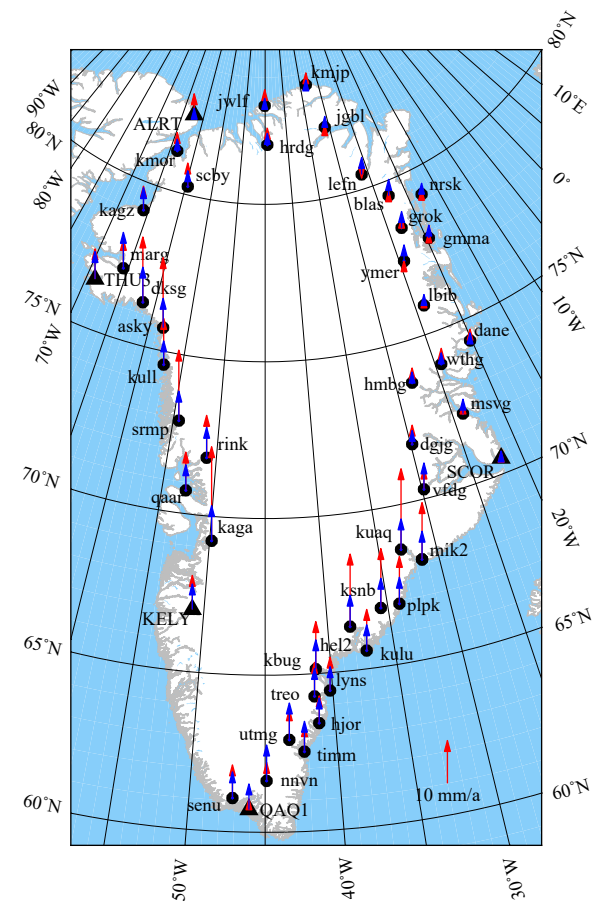 80˚N
90˚W
10˚E
kmjp
jwlf
jgbl
ALRT
80˚N
hrdg
kmor
scby
lefn
nrsk
0˚
80˚W
blas
kagz
grok
gmma
marg
75˚N
THU3
ymer
dksg
75˚N
lbib
10˚W
asky
dane
70˚W
wthg
kull
hmbg
msvg
srmp
rink
dgjg
70˚N
SCOR
70˚N
qaar
vfdg
20˚W
kaga
kuaq
mik2
ksnb
plpk
KELY
65˚N
65˚N
hel2
kulu
kbug
lyns
treo
hjor
utmg
timm
nnvn
10 mm/a
60˚N
60˚N
senu
QAQ1
50˚W
40˚W
30˚W